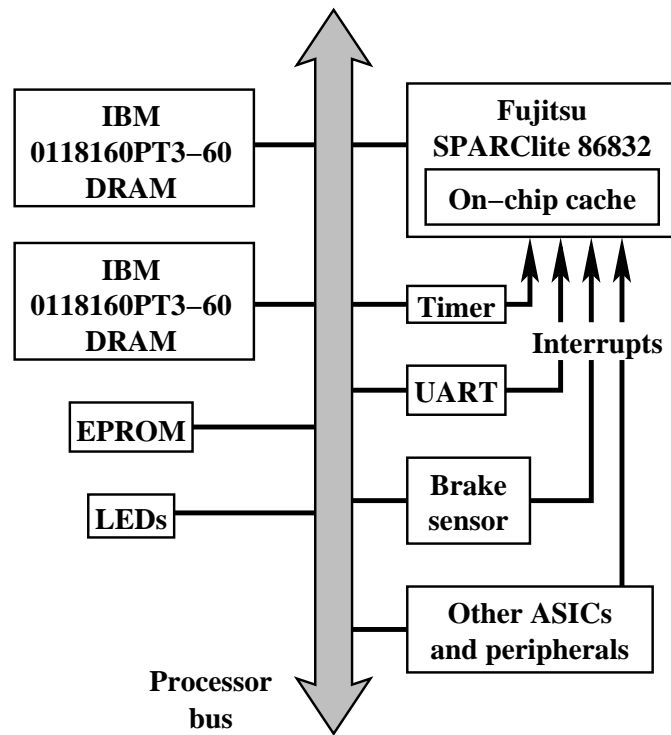 IBM
0118160PT3−60
DRAM
Fujitsu
SPARClite 86832
On−chip cache
IBM
0118160PT3−60
DRAM
Timer
Interrupts
UART
EPROM
Brake
sensor
LEDs
Other ASICs
and peripherals
Processor
bus